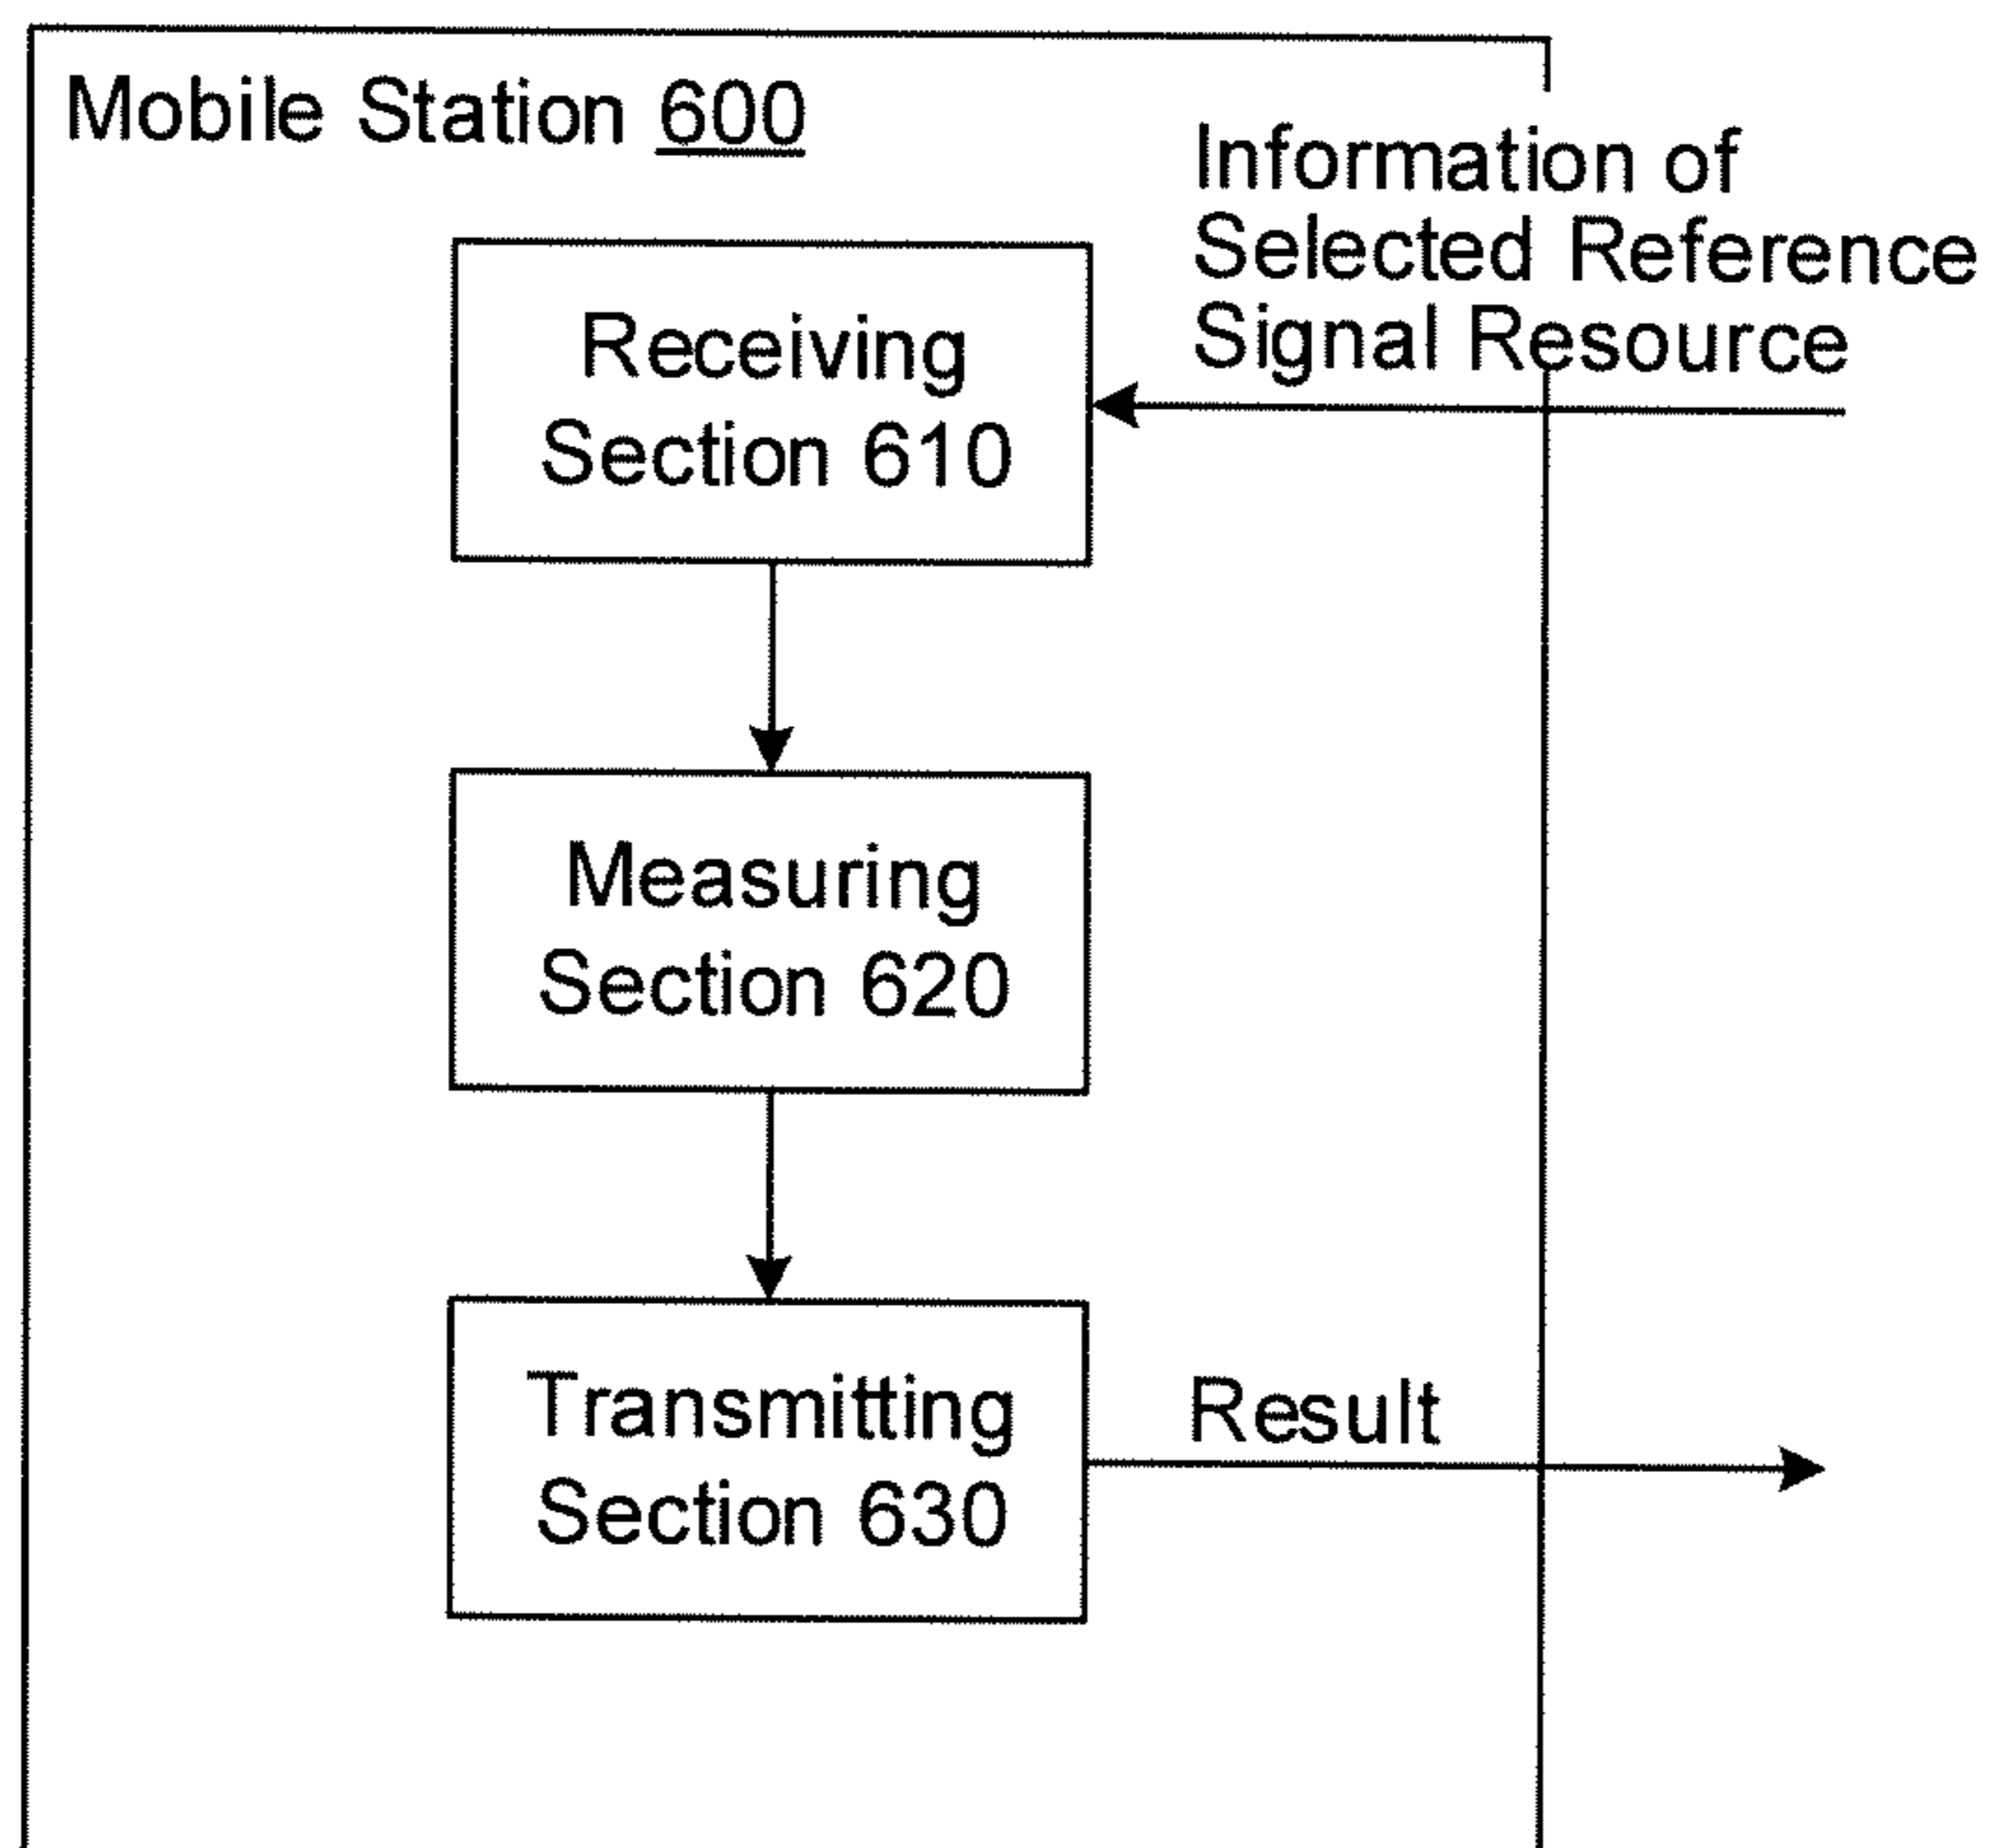 Mobile Station 600
Information of
Selected Reference
Signal Resource
Receiving
Section 610
Measuring
Section 620
Transmitting
Section 630
Result